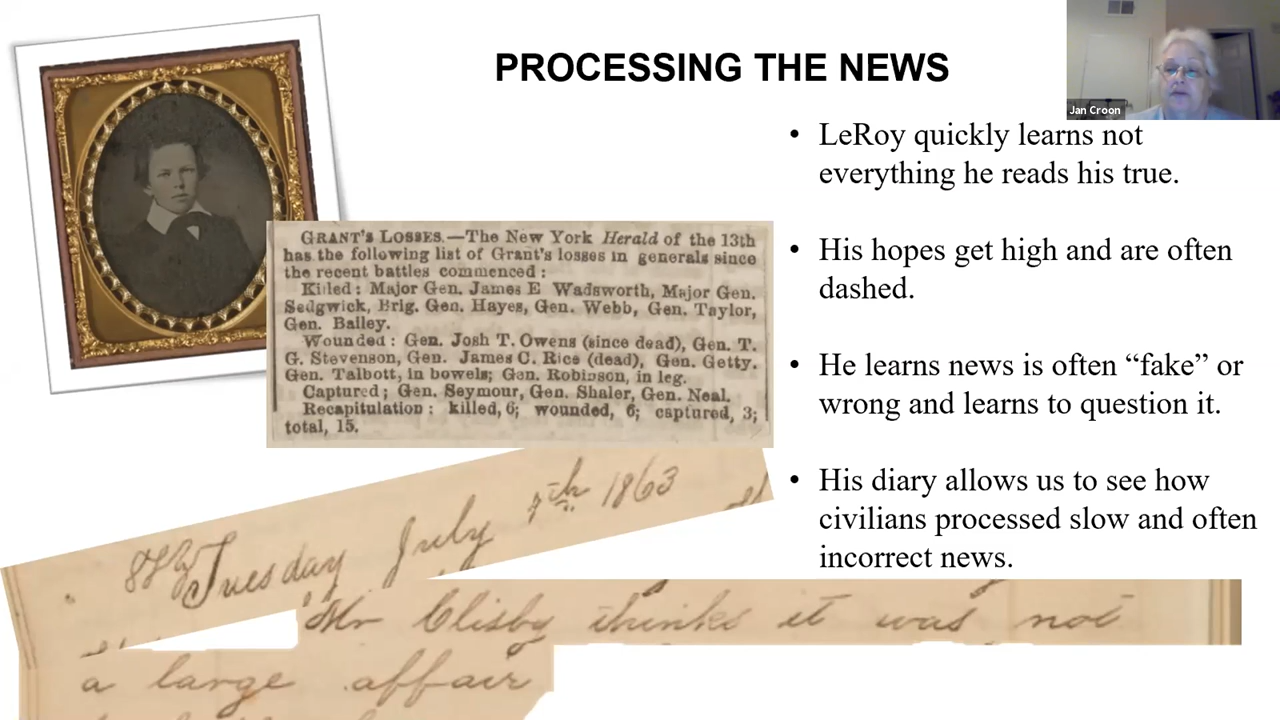 PROCESSING THE NEWS
Jan Croon
• LeRoy quickly learns not
everything he reads his true.
• His hopes get high and are often
dashed.
• He learns news is often “fake” or
wrong and learns to question it.
• His diary allows us to see how
civilians processed slow and often
incorrect news.
GRANT'S LOSSES.—The New York Herald of the 13th
has the following list of Grant's losses in generals since
the recent battles commenced:
Killed: Major Gen. James E Wadsworth, Major Gen.
Sedgwick, Brig. Gen. Hayes, Gen. Webb, Gen. Taylor,
Gen. Bailey.
Wounded: Gen. Josh T. Owens (since dead), Gen. T.
G. Stevenson, Gen. James C. Rice (dead), Gen. Getty.
Gen. Talbott, in bowels; Gen. Robinson, in leg.
Captured; Gen. Seymour, Gen. Shaler, Gen. Neal.
Recapitulation: killed, 6; wounded, 6; captured, 3;
total, 15.
Tuesday July 7th 1863
Mr Clisby thinks it was not
a large affair